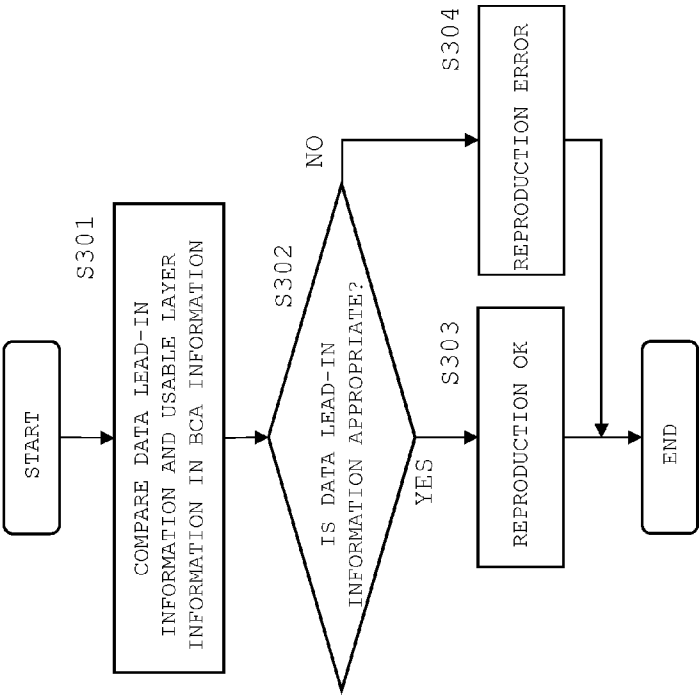 START
S301
COMPARE DATA LEAD-IN
INFORMATION AND USABLE LAYER
INFORMATION IN BCA INFORMATION
S302
IS DATA LEAD-IN
INFORMATION APPROPRIATE?
NO
YES
S303
REPRODUCTION OK
S304
REPRODUCTION ERROR
END